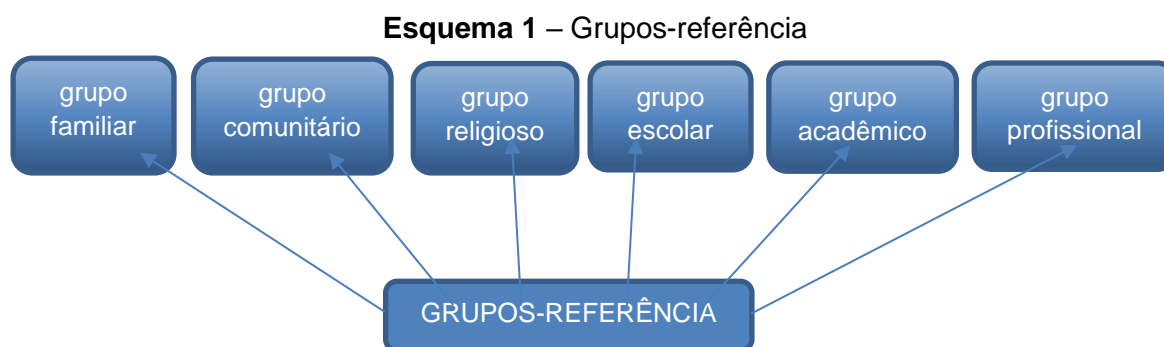 Esquema 1 – Grupos-referência
grupo
familiar
grupo
comunitário
grupo
religioso
grupo
escolar
grupo
acadêmico
grupo
profissional
GRUPOS-REFERÊNCIA